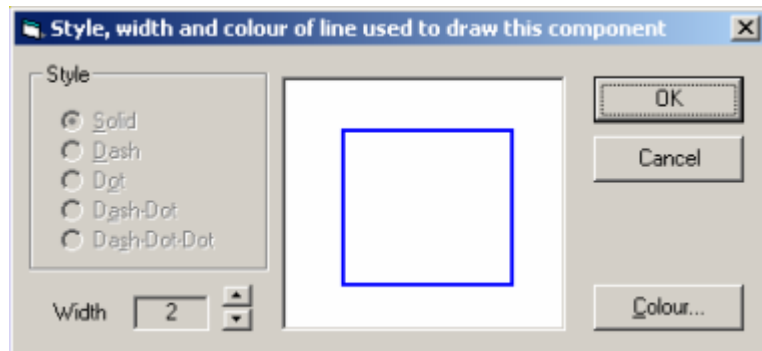 Style, width and colour of line used to draw this component
Style
Solid
Dash
Dot
Dash-Dot
Dash-Dot-Dot
Width 2
OK
Cancel
Colour...